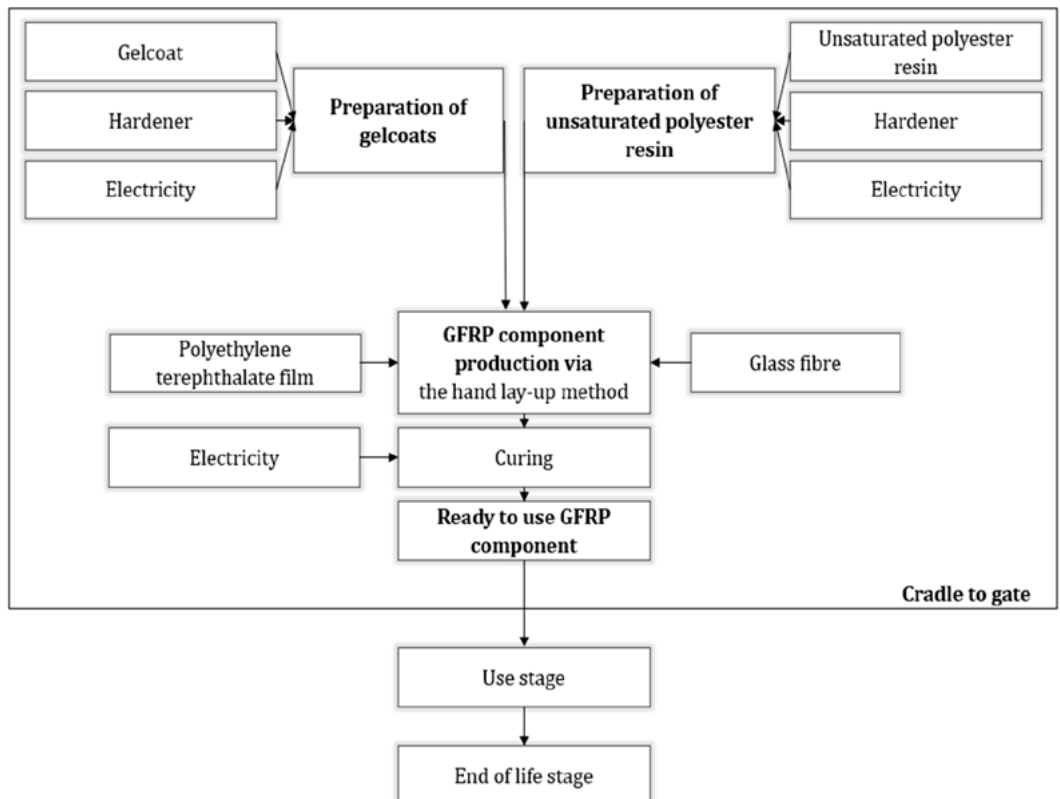 Gelcoat
Hardener
Electricity
Preparation of
gelcoats
Preparation of
unsaturated polyester
resin
Unsaturated polyester
resin
Hardener
Electricity
Polyethylene
terephthalate film
GFRP component
production via
the hand lay-up method
Glass fibre
Electricity
Curing
Ready to use GFRP
component
Cradle to gate
Use stage
End of life stage